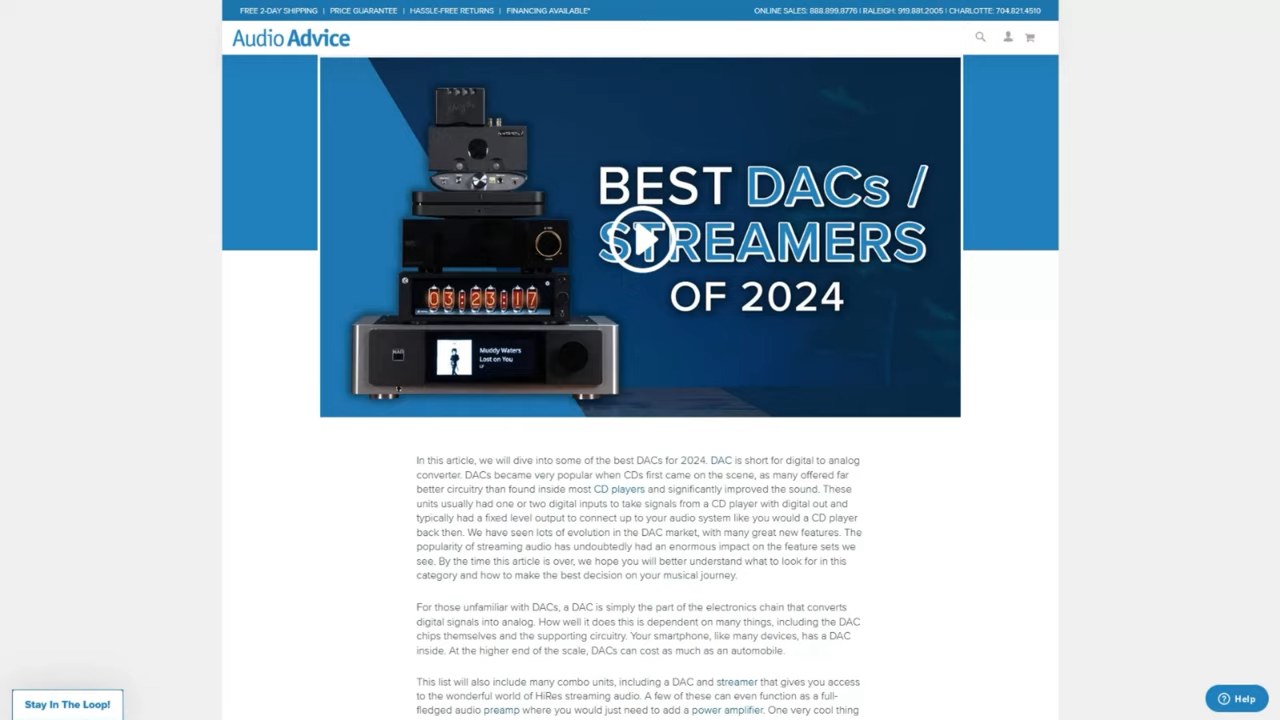 FREE 2-DAY SHIPPING | PRICE GUARANTEE | HASSLE-FREE RETURNS | FINANCING AVAILABLE*
ONLINE SALES: 888.899.8776 | RALEIGH: 919.881.2005 | CHARLOTTE: 704.821.4510
Audio Advice
BEST DACs /
STREAMERS
OF 2024
03:23:17
NAD
Muddy Waters
Lost on You
LP
In this article, we will dive into some of the best DACs for 2024. DAC is short for digital to analog
converter. DACs became very popular when CDs first came on the scene, as many offered far
better circuitry than found inside most CD players and significantly improved the sound. These
units usually had one or two digital inputs to take signals from a CD player with digital out and
typically had a fixed level output to connect up to your audio system like you would a CD player
back then. We have seen lots of evolution in the DAC market, with many great new features. The
popularity of streaming audio has undoubtedly had an enormous impact on the feature sets we
see. By the time this article is over, we hope you will better understand what to look for in this
category and how to make the best decision on your musical journey.
For those unfamiliar with DACs, a DAC is simply the part of the electronics chain that converts
digital signals into analog. How well it does this is dependent on many things, including the DAC
chips themselves and the supporting circuitry. Your smartphone, like many devices, has a DAC
inside. At the higher end of the scale, DACs can cost as much as an automobile.
This list will also include many combo units, including a DAC and streamer that gives you access
to the wonderful world of HiRes streaming audio. A few of these can even function as a full-
fledged audio preamp where you would just need to add a power amplifier. One very cool thing
Stay In The Loop!
Help